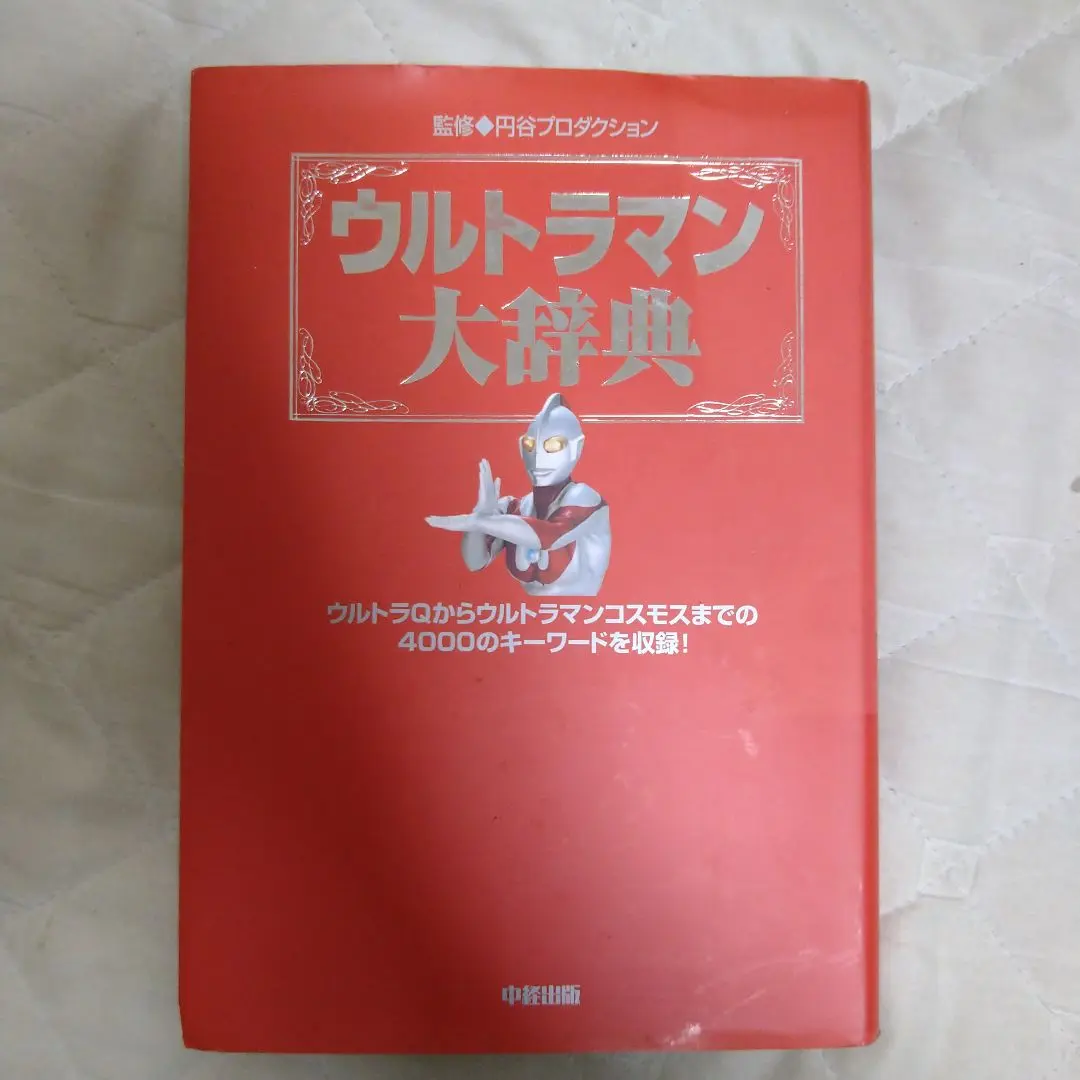 監修◆円谷プロダクション
ウルトラマン
大辞典
ウルトラQからウルトラマンコスモスまでの
4000のキーワードを収録!
中経出版